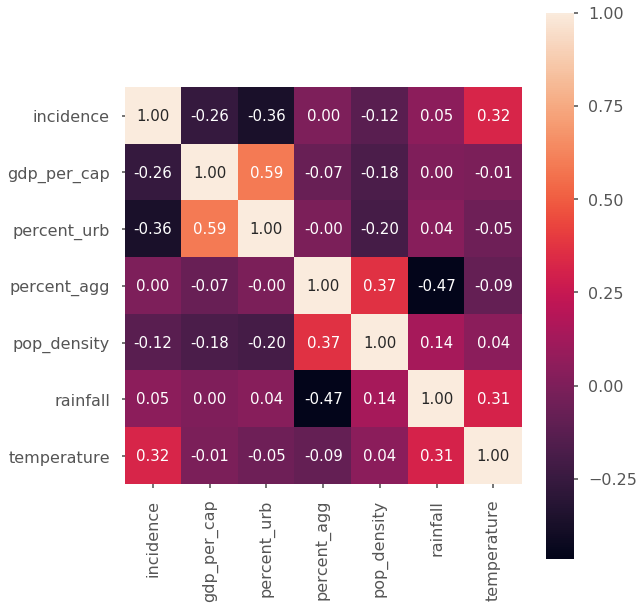 1.00
0.75
0.50
0.25
0.00
−0.25
incidence 1.00 -0.26 -0.36 0.00 -0.12 0.05 0.32
gdp_per_cap -0.26 1.00 0.59 -0.07 -0.18 0.00 -0.01
percent_urb -0.36 0.59 1.00 -0.00 -0.20 0.04 -0.05
percent_agg 0.00 -0.07 -0.00 1.00 0.37 -0.47 -0.09
pop_density -0.12 -0.18 -0.20 0.37 1.00 0.14 0.04
rainfall 0.05 0.00 0.04 -0.47 0.14 1.00 0.31
temperature 0.32 -0.01 -0.05 -0.09 0.04 0.31 1.00
incidence
gdp_per_cap
percent_urb
percent_agg
pop_density
rainfall
temperature